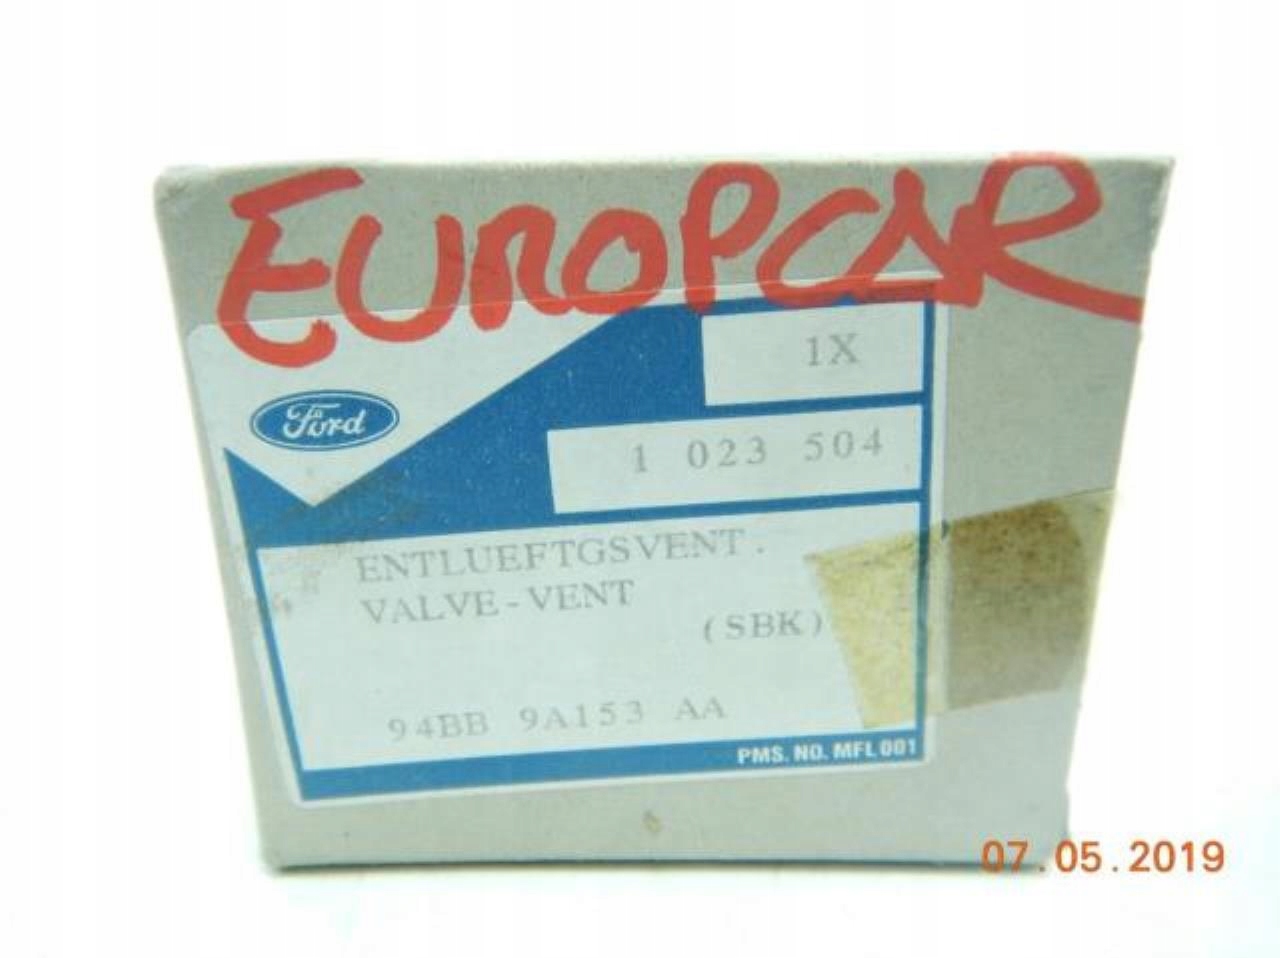 EUROPCAR
Ford
1X
1 023 504
ENTLUEFTGSVENT.
VALVE-VENT
(SBK)
94BB 9A153 AA
PMS. NO. MFL 001
07.05.2019